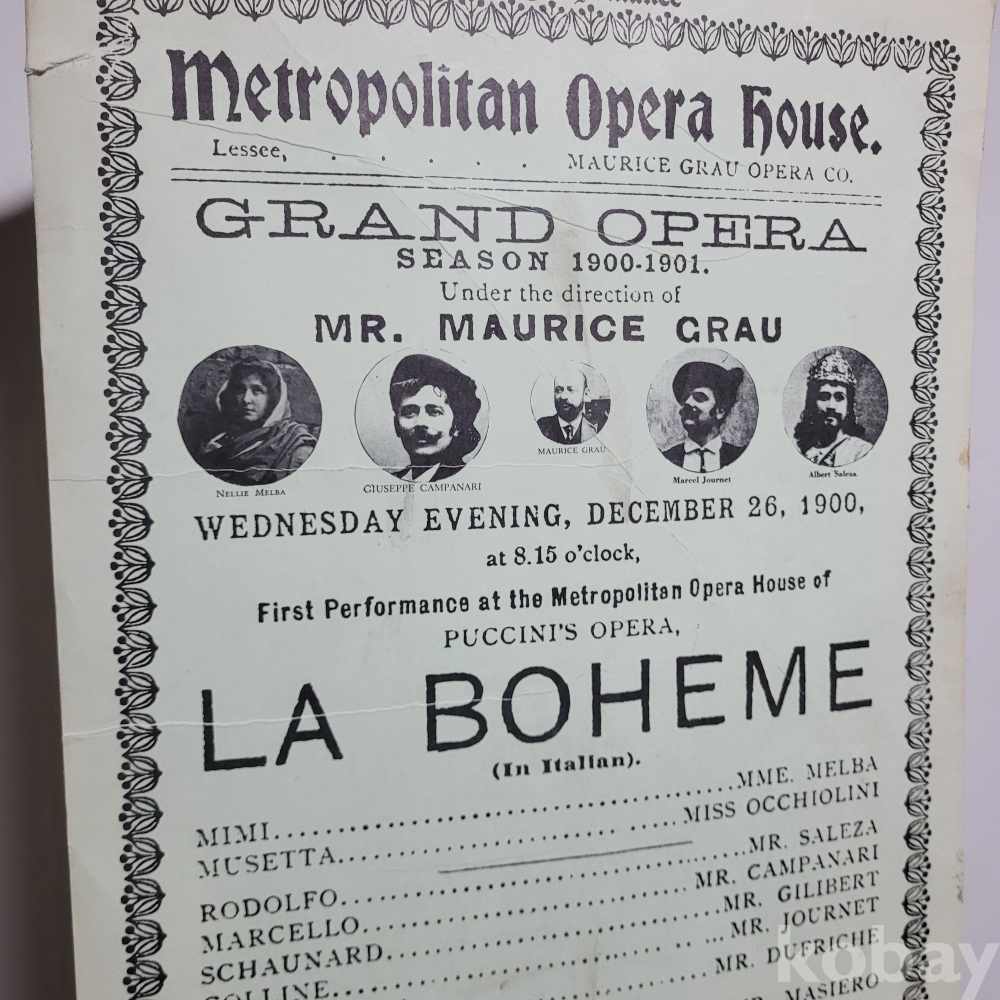 Metropolitan Opera House.
Lessee, . . . . . . MAURICE GRAU OPERA CO.
GRAND OPERA
SEASON 1900-1901.
Under the direction of
MR. MAURICE GRAU
NELLIE MELBA
GIUSEPPE CAMPANARI
MAURICE GRAU
Marcel Journet
Albert Saleza
WEDNESDAY EVENING, DECEMBER 26, 1900,
at 8.15 o'clock,
First Performance at the Metropolitan Opera House of
PUCCINI'S OPERA,
LA BOHEME
(In Italian).
MIMI........................................MME. MELBA
MUSETTA.............................MISS OCCHIOLINI
RODOLFO....................................MR. SALEZA
MARCELLO..............................MR. CAMPANARI
SCHAUNARD..............................MR. GILIBERT
COLLINE..................................MR. JOURNET
MR. DUFRICHE
MASIERO
kobay